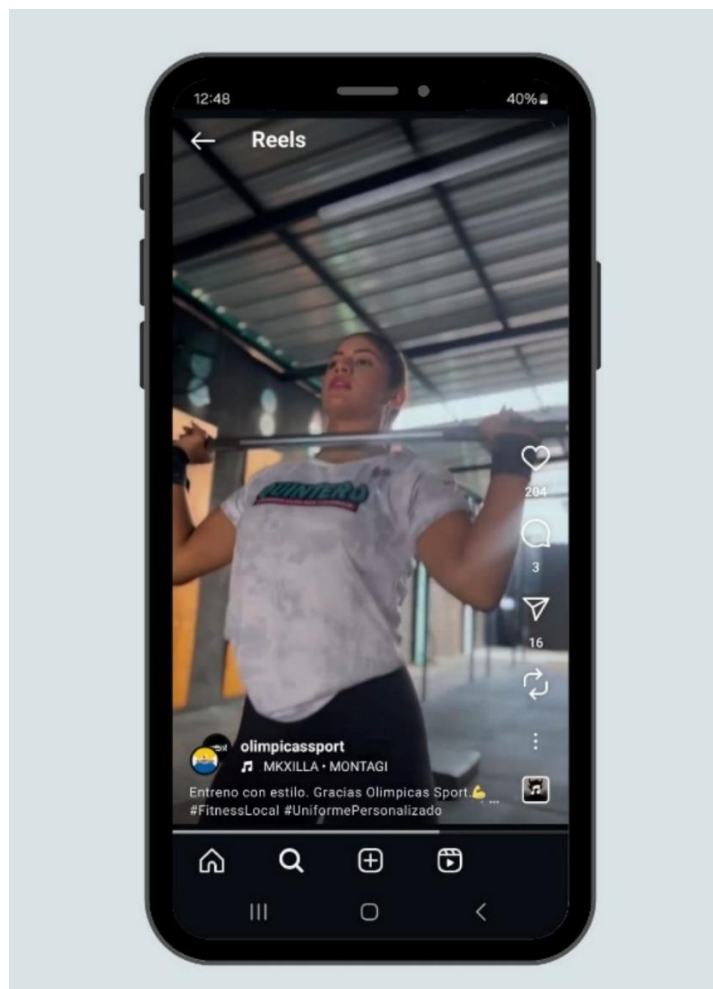 12:48
40%
Reels
QUINTERO
204
3
16
olimpicassport
MKXILLA • MONTAGI
Entreno con estilo. Gracias Olimpicas Sport.💪 ...
#FitnessLocal #UniformePersonalizado